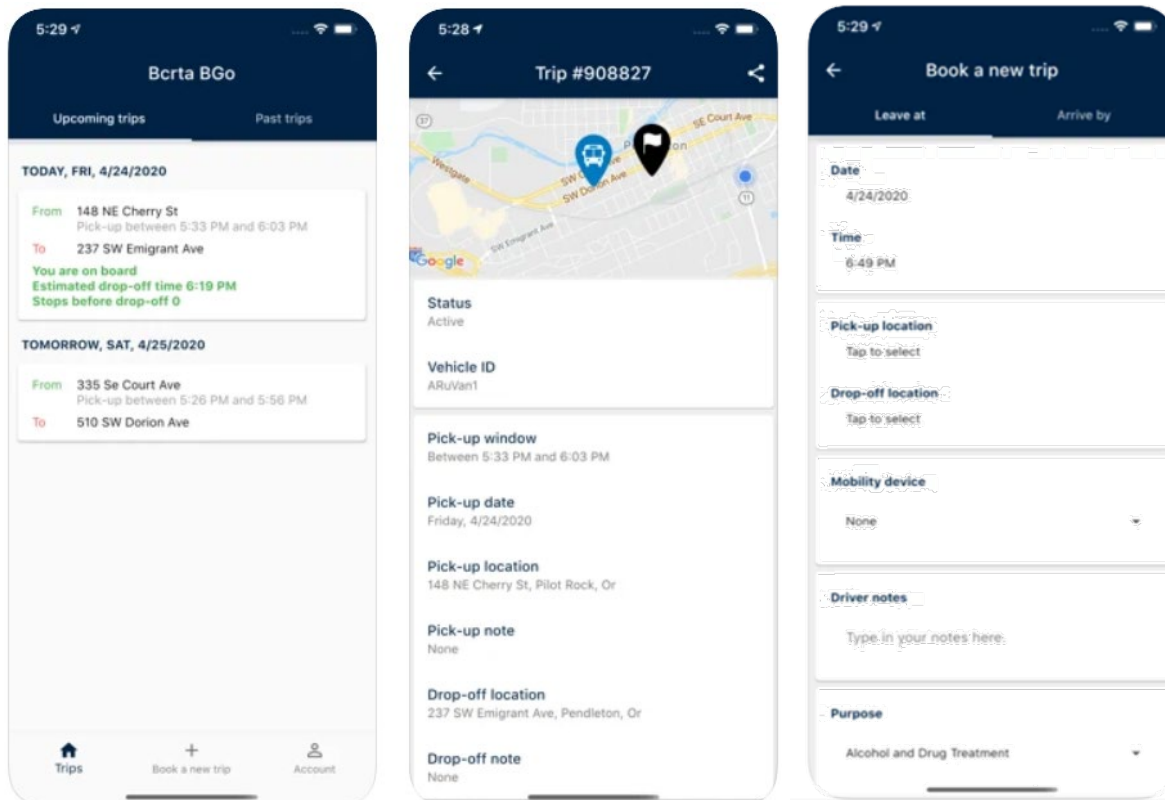 5:29
Bcrta BGo
Upcoming trips
Past trips
TODAY, FRI, 4/24/2020
From 148 NE Cherry St
Pick-up between 5:33 PM and 6:03 PM
To 237 SW Emigrant Ave
You are on board
Estimated drop-off time 6:19 PM
Stops before drop-off 0
TOMORROW, SAT, 4/25/2020
From 335 Se Court Ave
Pick-up between 5:26 PM and 5:56 PM
To 510 SW Dorion Ave
Trips
Book a new trip
Account
5:28
Trip #908827
37
SE Court Ave
Westgate
SW Dorion Ave
11
SW Emigrant Ave
Google
Status
Active
Vehicle ID
ARuVan1
Pick-up window
Between 5:33 PM and 6:03 PM
Pick-up date
Friday, 4/24/2020
Pick-up location
148 NE Cherry St, Pilot Rock, Or
Pick-up note
None
Drop-off location
237 SW Emigrant Ave, Pendleton, Or
Drop-off note
None
5:29
Book a new trip
Leave at
Arrive by
Date
4/24/2020
Time
6:49 PM
Pick-up location
Tap to select
Drop-off location
Tap to select
Mobility device
None
Driver notes
Type in your notes here.
Purpose
Alcohol and Drug Treatment